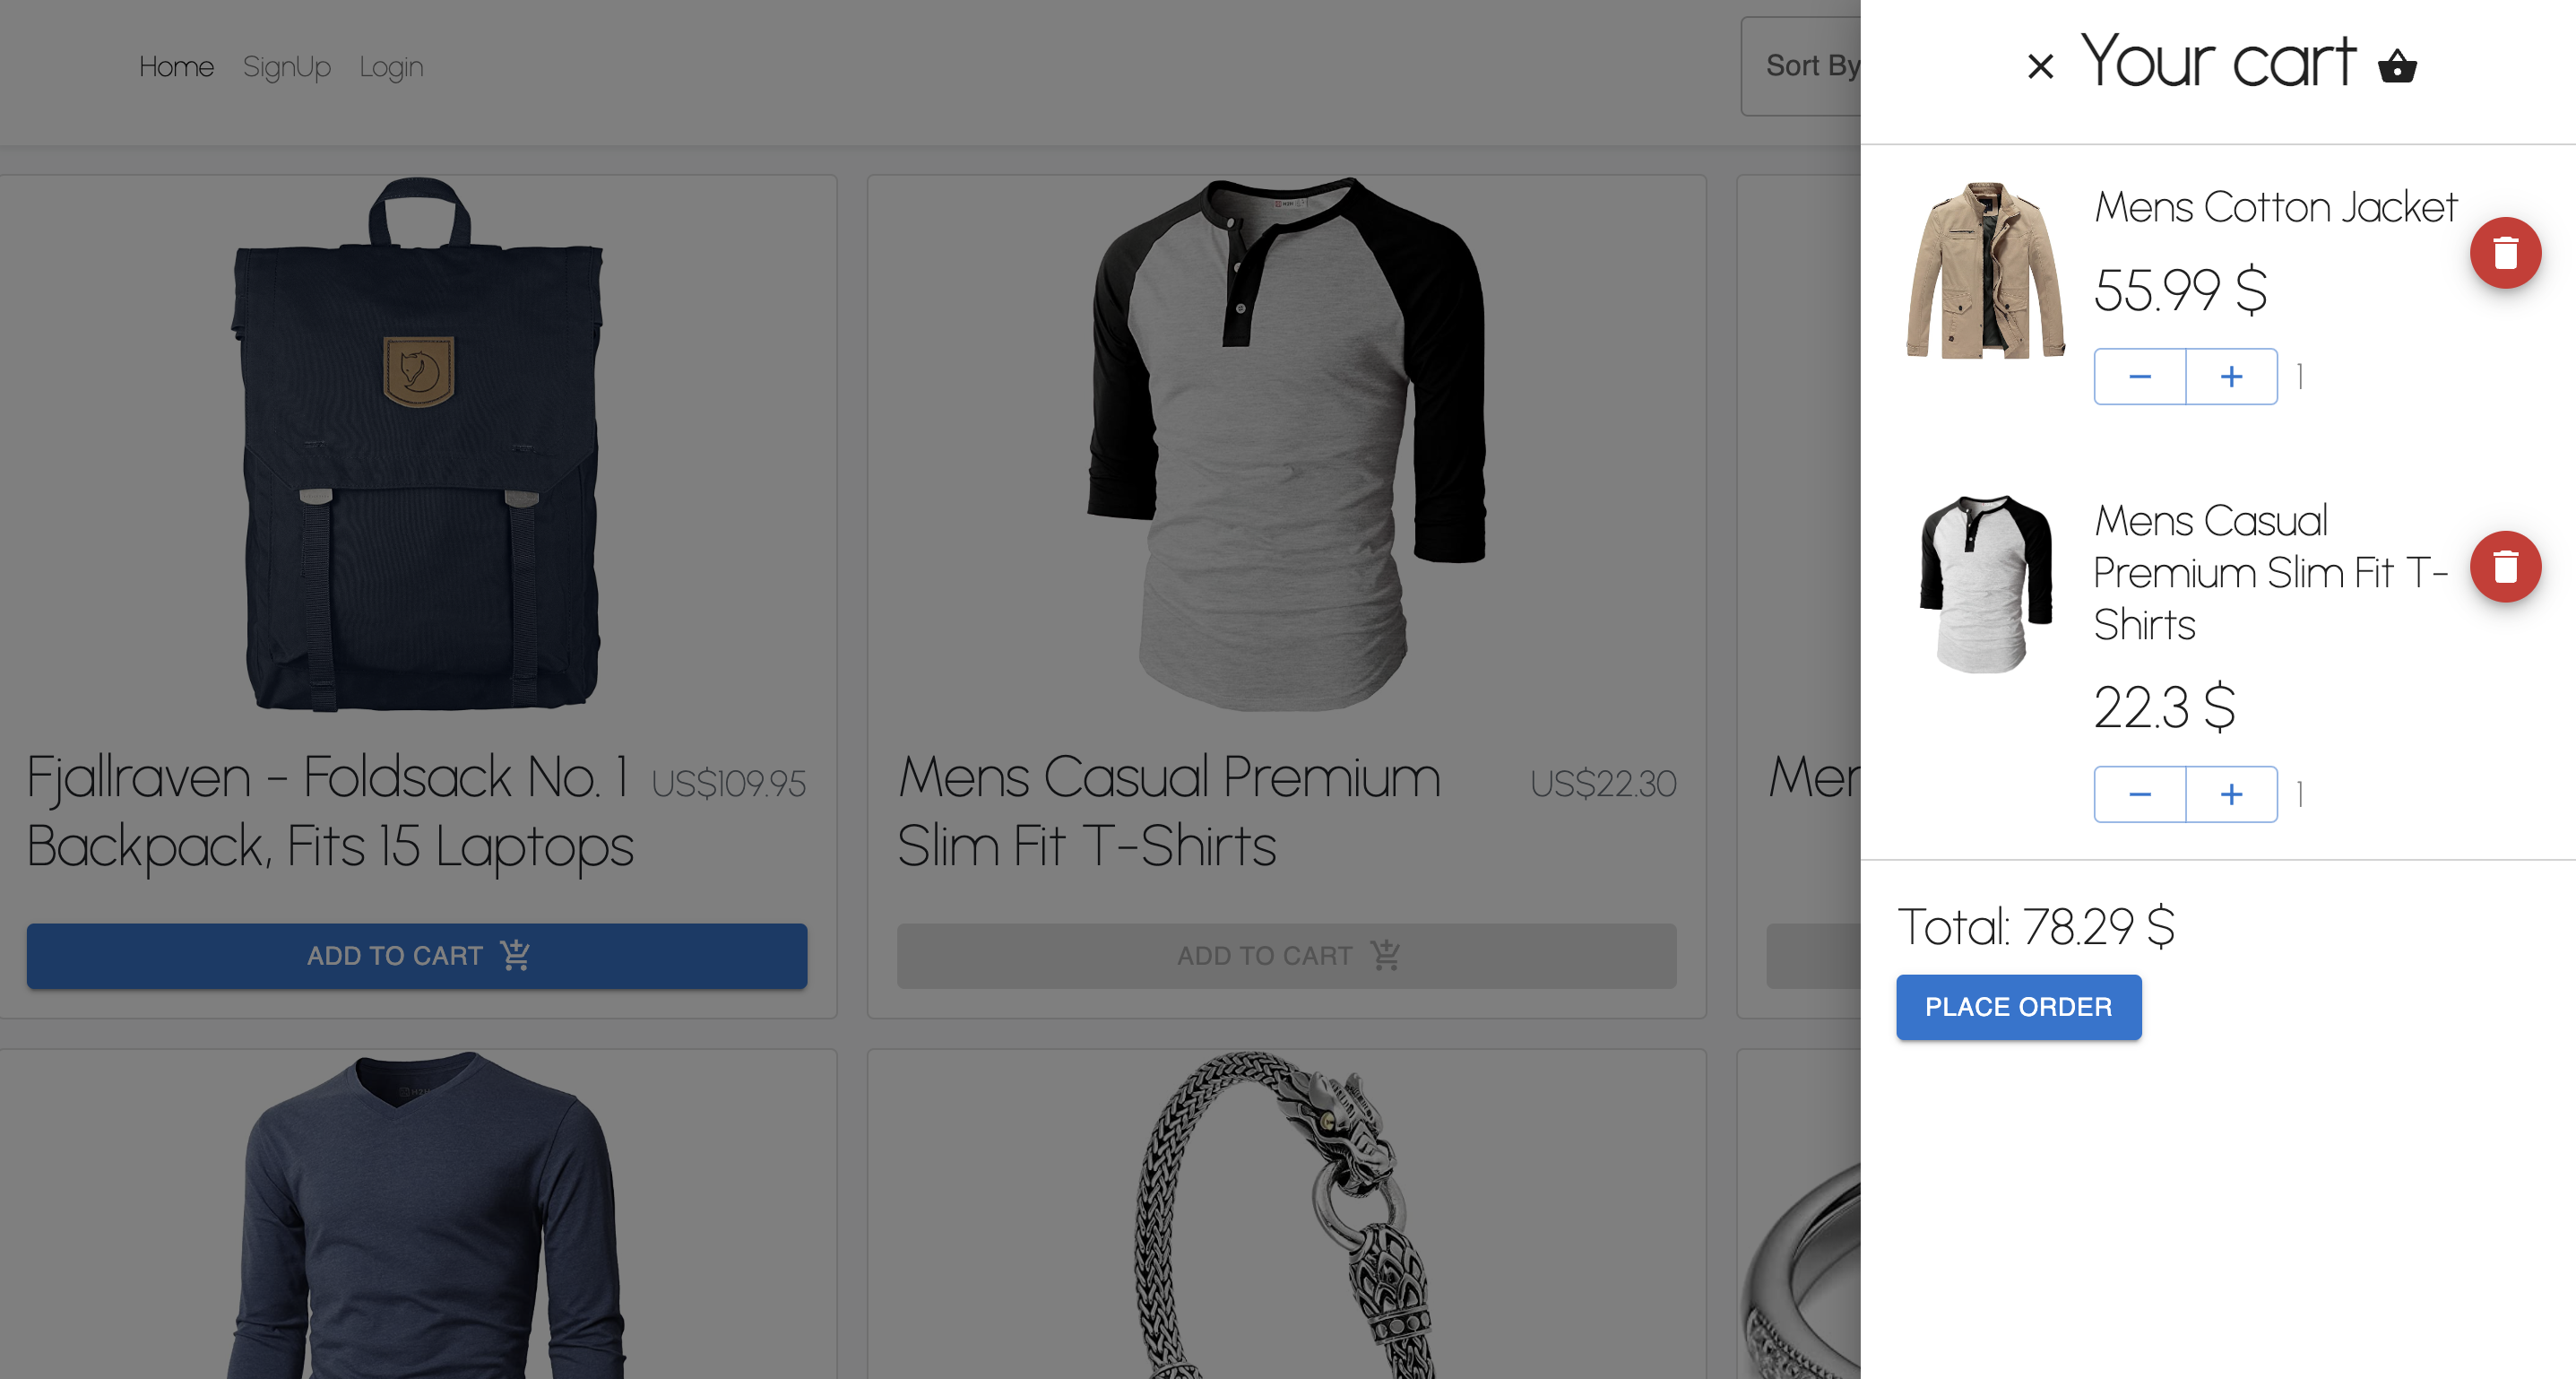 Home SignUp Login
Sort By
Your cart
Mens Cotton Jacket
55.99 $
1
Mens Casual
Premium Slim Fit T-
Shirts
22.3 $
1
Total: 78.29 $
PLACE ORDER
Fjallraven - Foldsack No. 1
Backpack, Fits 15 Laptops
US$109.95
ADD TO CART
Mens Casual Premium
Slim Fit T-Shirts
US$22.30
ADD TO CART